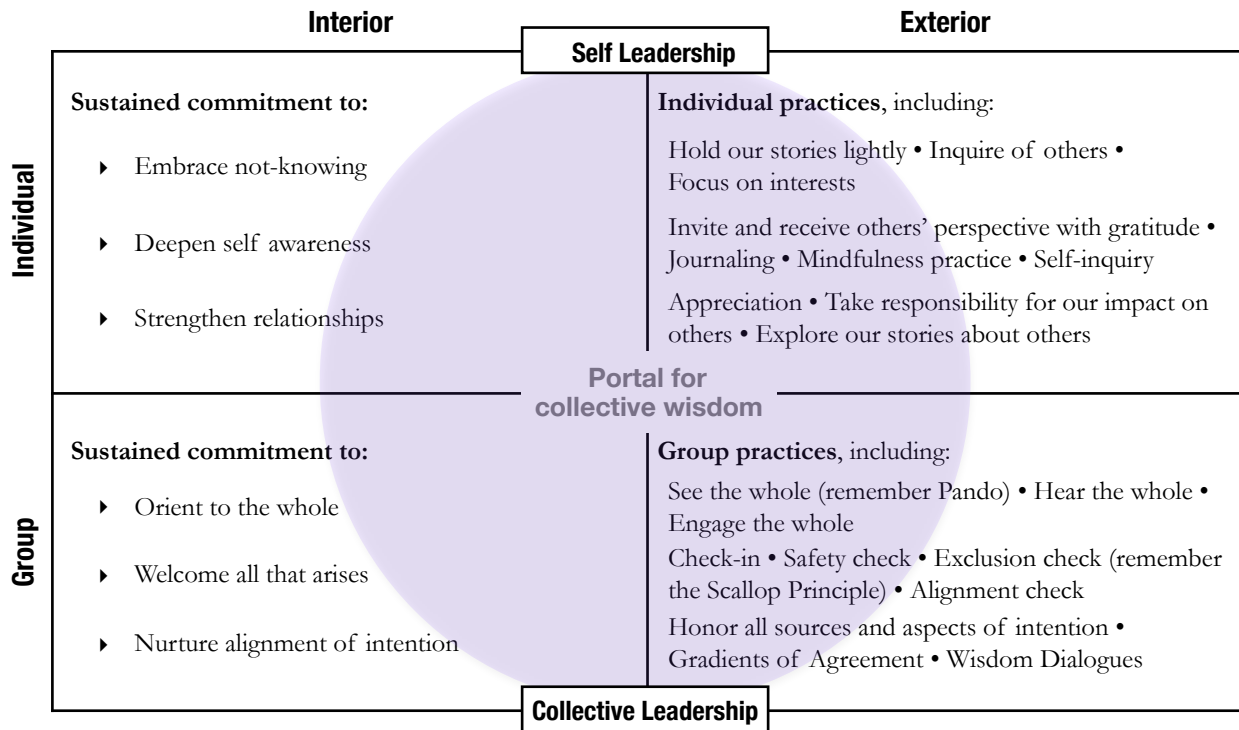 Interior
Exterior
Self Leadership
Individual
Sustained commitment to:
‣ Embrace not-knowing
‣ Deepen self awareness
‣ Strengthen relationships
Individual practices, including:
Hold our stories lightly • Inquire of others •
Focus on interests
Invite and receive others’ perspective with gratitude •
Journaling • Mindfulness practice • Self-inquiry
Appreciation • Take responsibility for our impact on
others • Explore our stories about others
Portal for
collective wisdom
Group
Sustained commitment to:
‣ Orient to the whole
‣ Welcome all that arises
‣ Nurture alignment of intention
Group practices, including:
See the whole (remember Pando) • Hear the whole •
Engage the whole
Check-in • Safety check • Exclusion check (remember
the Scallop Principle) • Alignment check
Honor all sources and aspects of intention •
Gradients of Agreement • Wisdom Dialogues
Collective Leadership